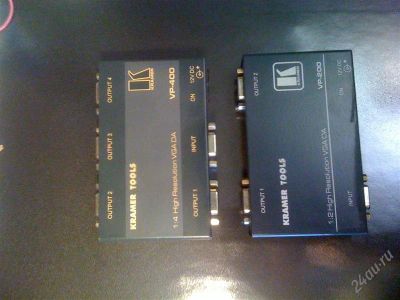 OUTPUT 4
OUTPUT 3
OUTPUT 2
KRAMER
12V DC
ON
VP-400
INPUT
OUTPUT 1
KRAMER TOOLS
1:4 High Resolution VGA DA
OUTPUT 2
OUTPUT 1
12V DC
ON
VP-200
INPUT
KRAMER TOOLS
1:2 High Resolution VGA DA
24au.ru